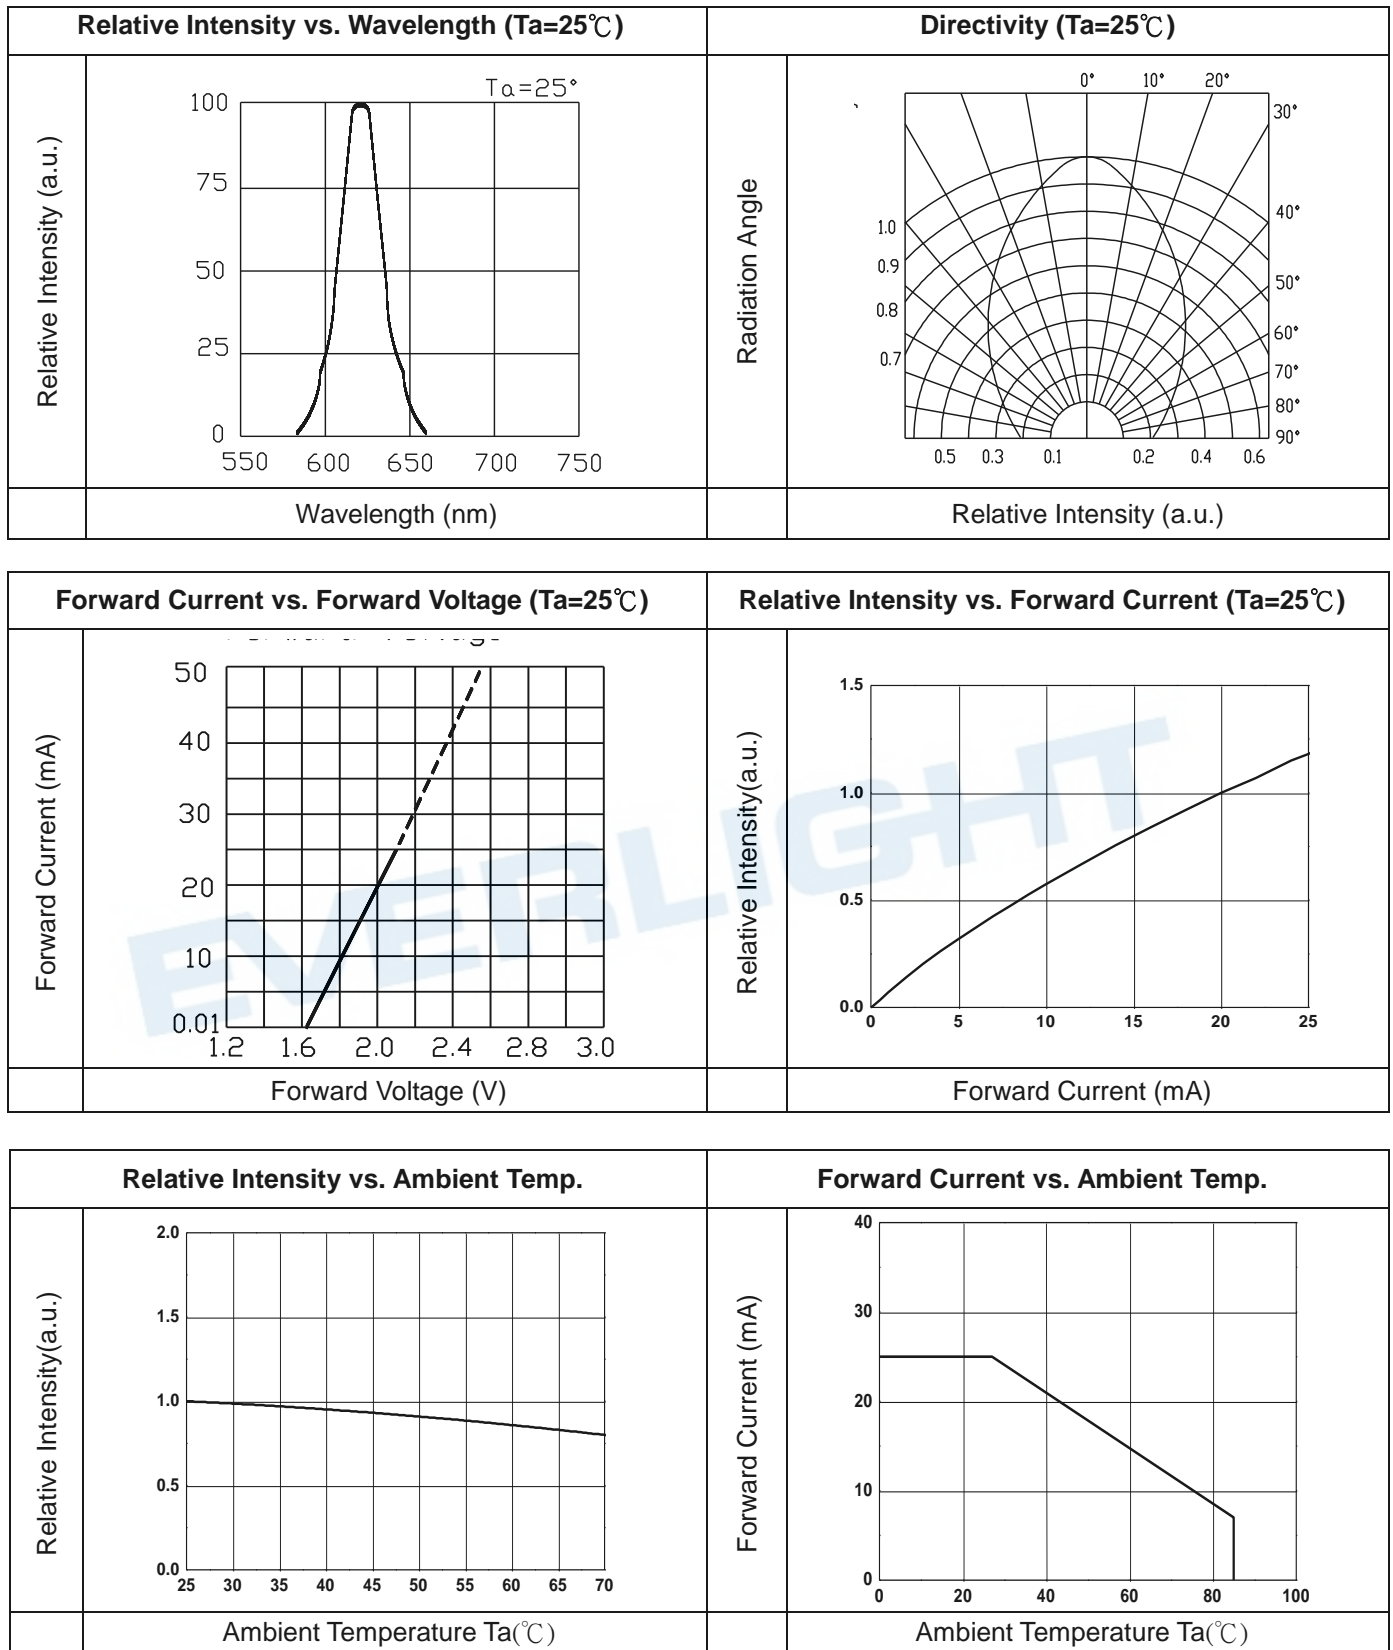 Relative Intensity vs. Wavelength (Ta=25℃)
Directivity (Ta=25℃)
Relative Intensity (a.u.)
Ta=25°
100
75
50
25
0
550 600 650 700 750
Wavelength (nm)
Radiation Angle
0° 10° 20°
30°
40°
50°
60°
70°
80°
90°
1.0
0.9
0.8
0.7
0.5 0.3 0.1 0.2 0.4 0.6
Relative Intensity (a.u.)
Forward Current vs. Forward Voltage (Ta=25℃)
Relative Intensity vs. Forward Current (Ta=25℃)
Forward Current (mA)
50
40
30
20
10
0.01
1.2 1.6 2.0 2.4 2.8 3.0
Forward Voltage (V)
Relative Intensity(a.u.)
1.5
1.0
0.5
0.0
0 5 10 15 20 25
Forward Current (mA)
EVERLIGHT
Relative Intensity vs. Ambient Temp.
Forward Current vs. Ambient Temp.
Relative Intensity(a.u.)
2.0
1.5
1.0
0.5
0.0
25 30 35 40 45 50 55 60 65 70
Ambient Temperature Ta(℃)
Forward Current (mA)
40
30
20
10
0
0 20 40 60 80 100
Ambient Temperature Ta(℃)